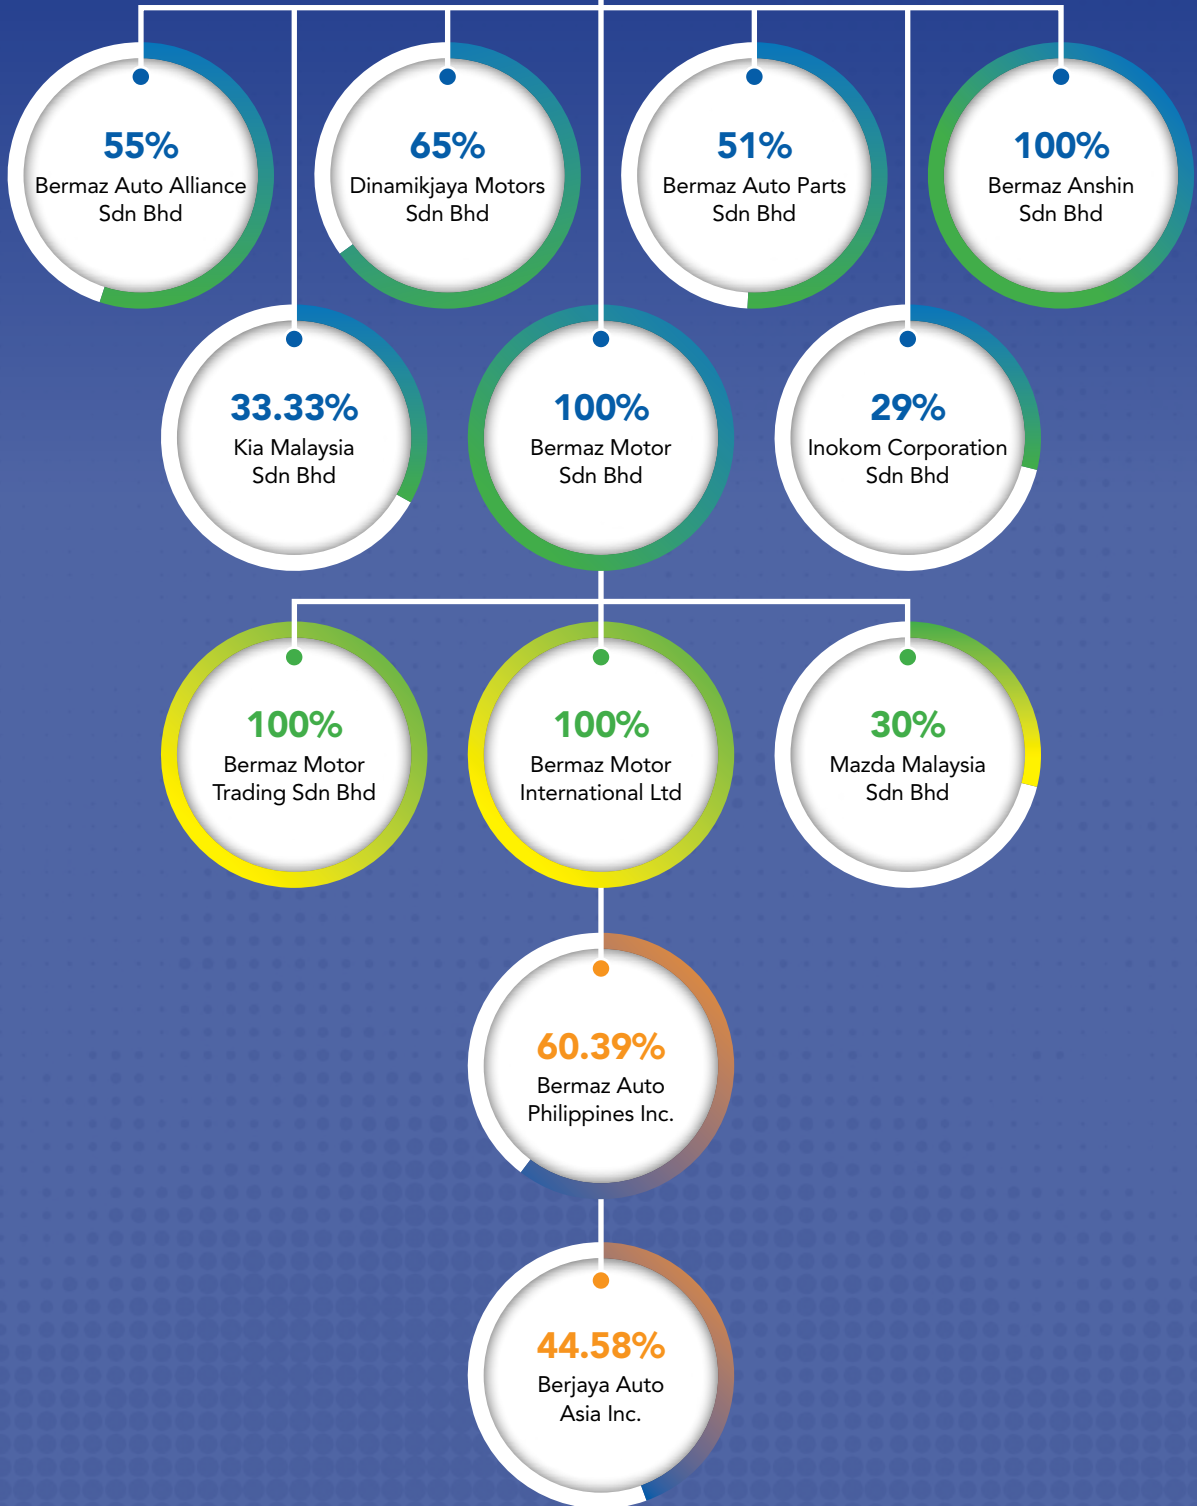 55%
Bermaz Auto Alliance
Sdn Bhd
65%
Dinamikjaya Motors
Sdn Bhd
51%
Bermaz Auto Parts
Sdn Bhd
100%
Bermaz Anshin
Sdn Bhd
33.33%
Kia Malaysia
Sdn Bhd
100%
Bermaz Motor
Sdn Bhd
29%
Inokom Corporation
Sdn Bhd
100%
Bermaz Motor
Trading Sdn Bhd
100%
Bermaz Motor
International Ltd
30%
Mazda Malaysia
Sdn Bhd
60.39%
Bermaz Auto
Philippines Inc.
44.58%
Berjaya Auto
Asia Inc.